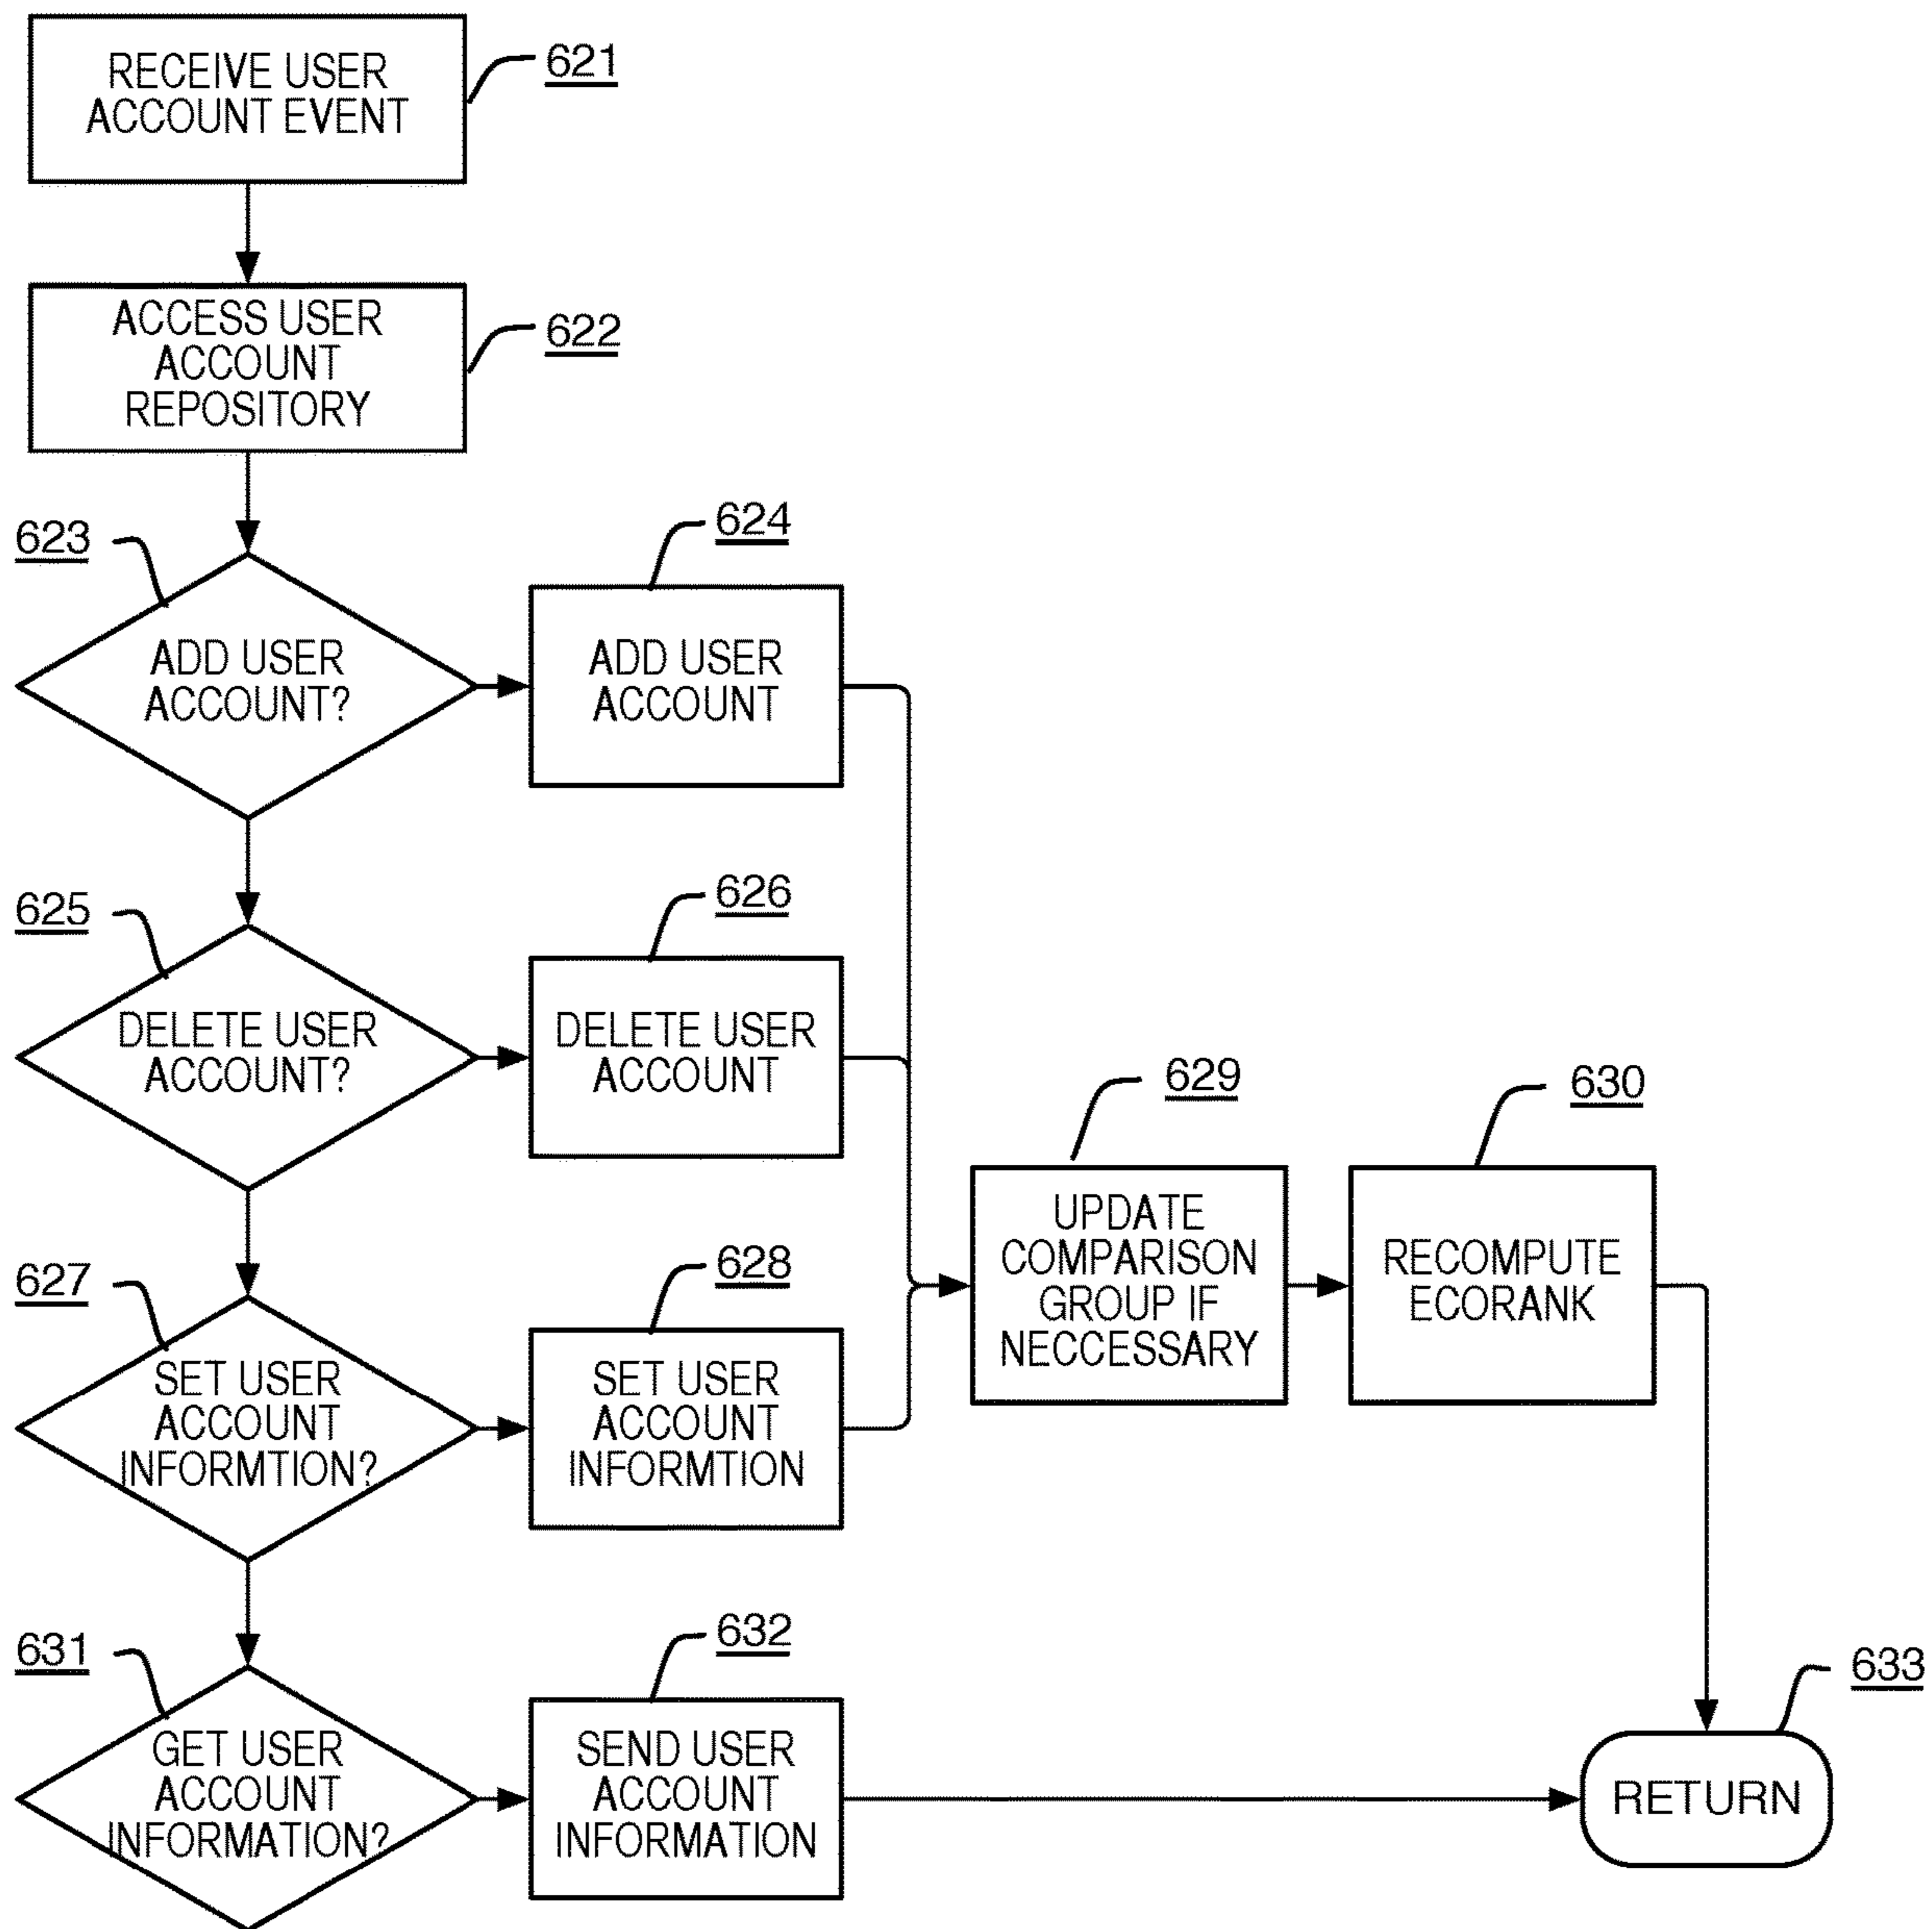 RECEIVE USER
ACCOUNT EVENT
621
ACCESS USER
ACCOUNT
REPOSITORY
622
623
ADD USER
ACCOUNT?
624
ADD USER
ACCOUNT
625
DELETE USER
ACCOUNT?
626
DELETE USER
ACCOUNT
627
SET USER
ACCOUNT
INFORMTION?
628
SET USER
ACCOUNT
INFORMTION
629
UPDATE
COMPARISON
GROUP IF
NECCESSARY
630
RECOMPUTE
ECORANK
631
GET USER
ACCOUNT
INFORMATION?
632
SEND USER
ACCOUNT
INFORMATION
633
RETURN